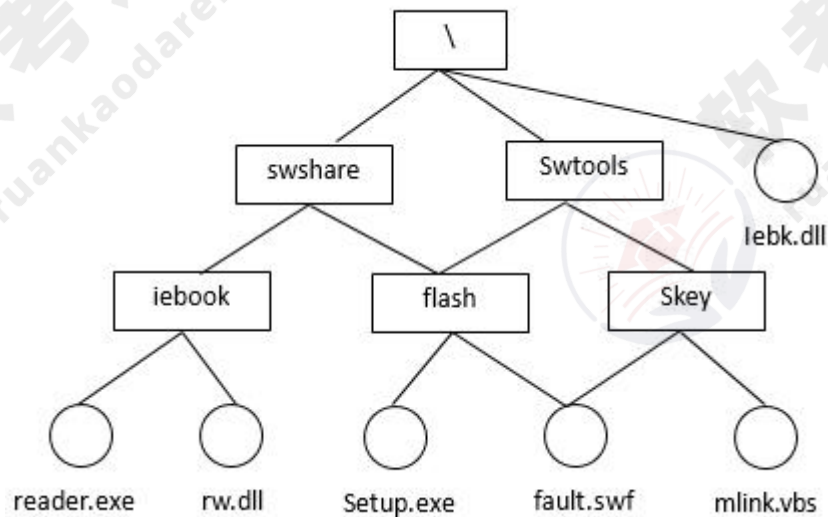 \
swshare
Swtools
Iebk.dll
iebook
flash
Skey
reader.exe
rw.dll
Setup.exe
fault.swf
mlink.vbs